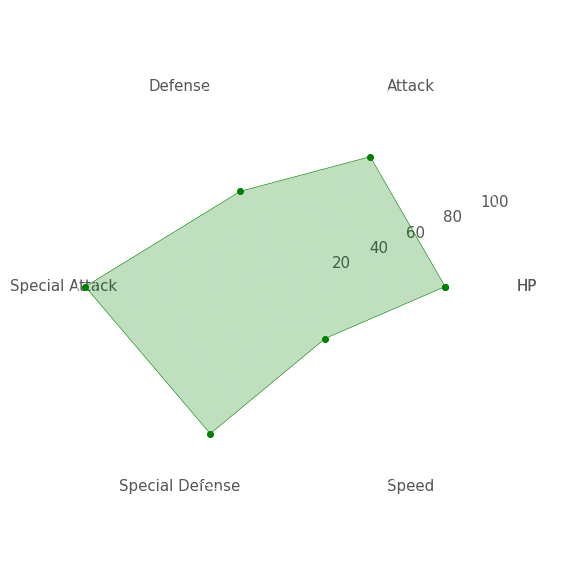 Defense
Attack
100
80
60
40
20
Special Attack
HP
Special Defense
Speed